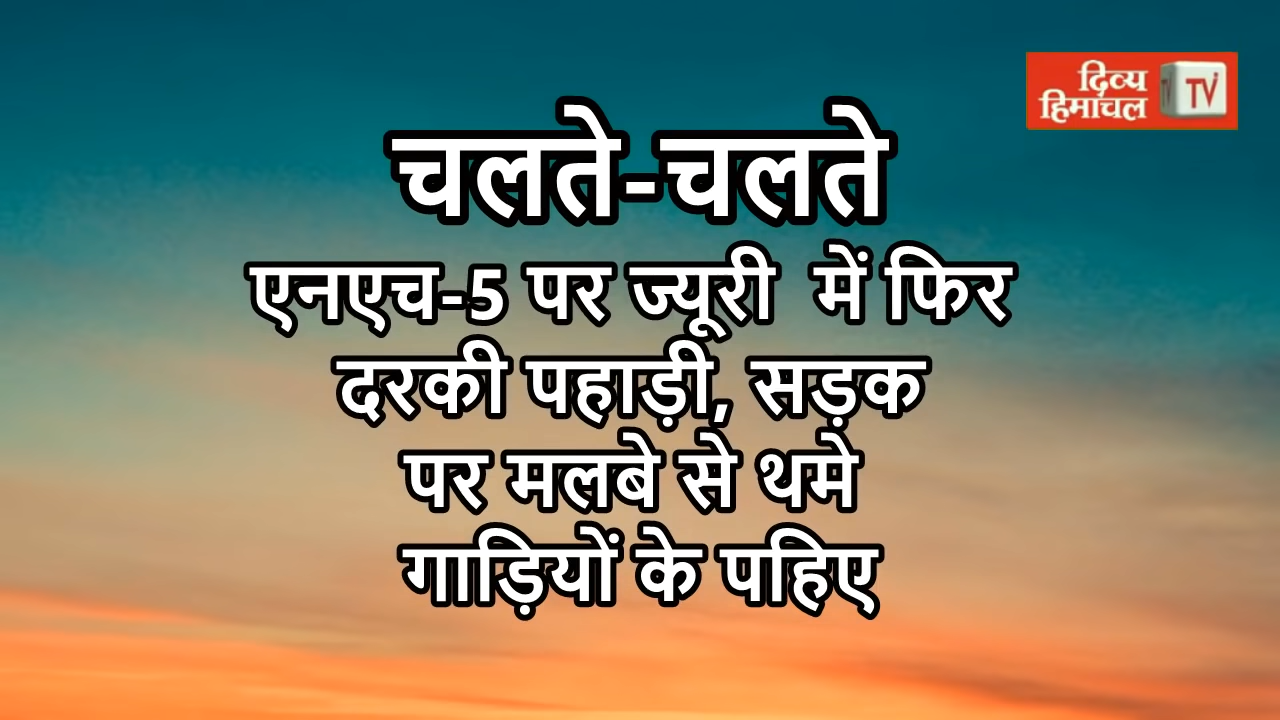 दिव्य
हिमाचल
TV
चलते-चलते
एनएच-5 पर ज्यूरी में फिर
दरकी पहाड़ी, सड़क
पर मलबे से थमे
गाड़ियों के पहिए